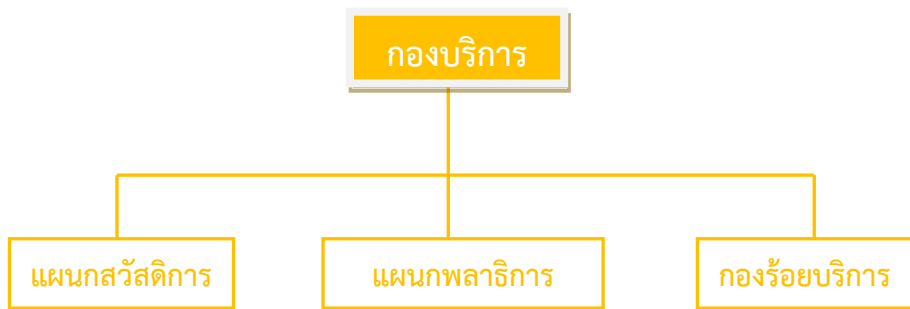 กองบริการ
แผนกสวัสดิการ
แผนกพลาธิการ
กองร้อยบริการ